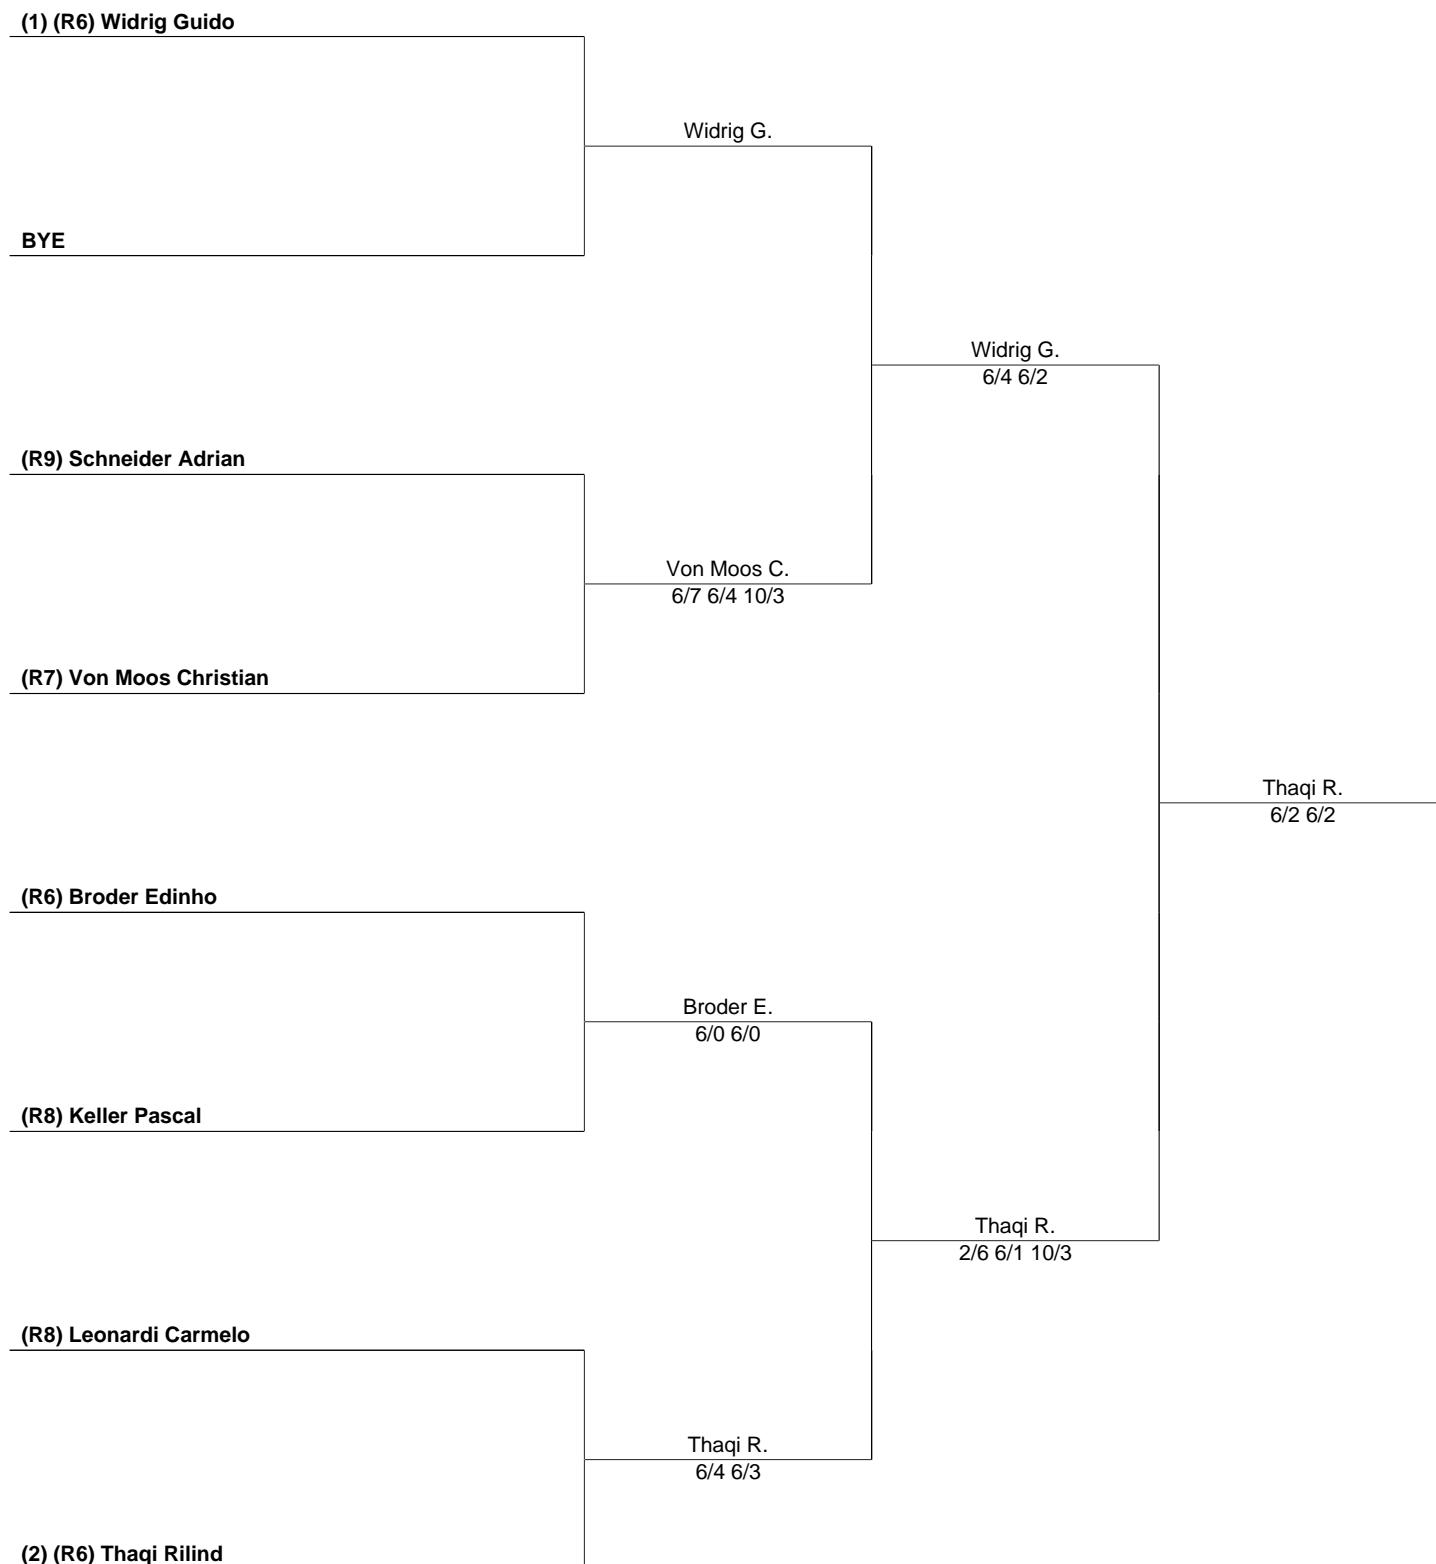 (1) (R6) Widrig Guido
Widrig G.
BYE
Widrig G.
6/4 6/2
(R9) Schneider Adrian
Von Moos C.
6/7 6/4 10/3
(R7) Von Moos Christian
Thaqi R.
6/2 6/2
(R6) Broder Edinho
Broder E.
6/0 6/0
(R8) Keller Pascal
Thaqi R.
2/6 6/1 10/3
(R8) Leonardi Carmelo
Thaqi R.
6/4 6/3
(2) (R6) Thaqi Rilind